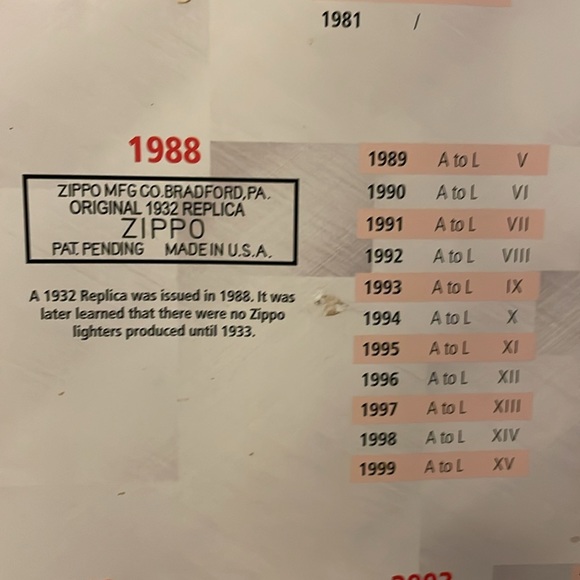 1981 /
1988
ZIPPO MFG CO. BRADFORD, PA.
ORIGINAL 1932 REPLICA
ZIPPO
PAT. PENDING MADE IN U.S.A.
A 1932 Replica was issued in 1988. It was
later learned that there were no Zippo
lighters produced until 1933.
1989 A to L V
1990 A to L VI
1991 A to L VII
1992 A to L VIII
1993 A to L IX
1994 A to L X
1995 A to L XI
1996 A to L XII
1997 A to L XIII
1998 A to L XIV
1999 A to L XV